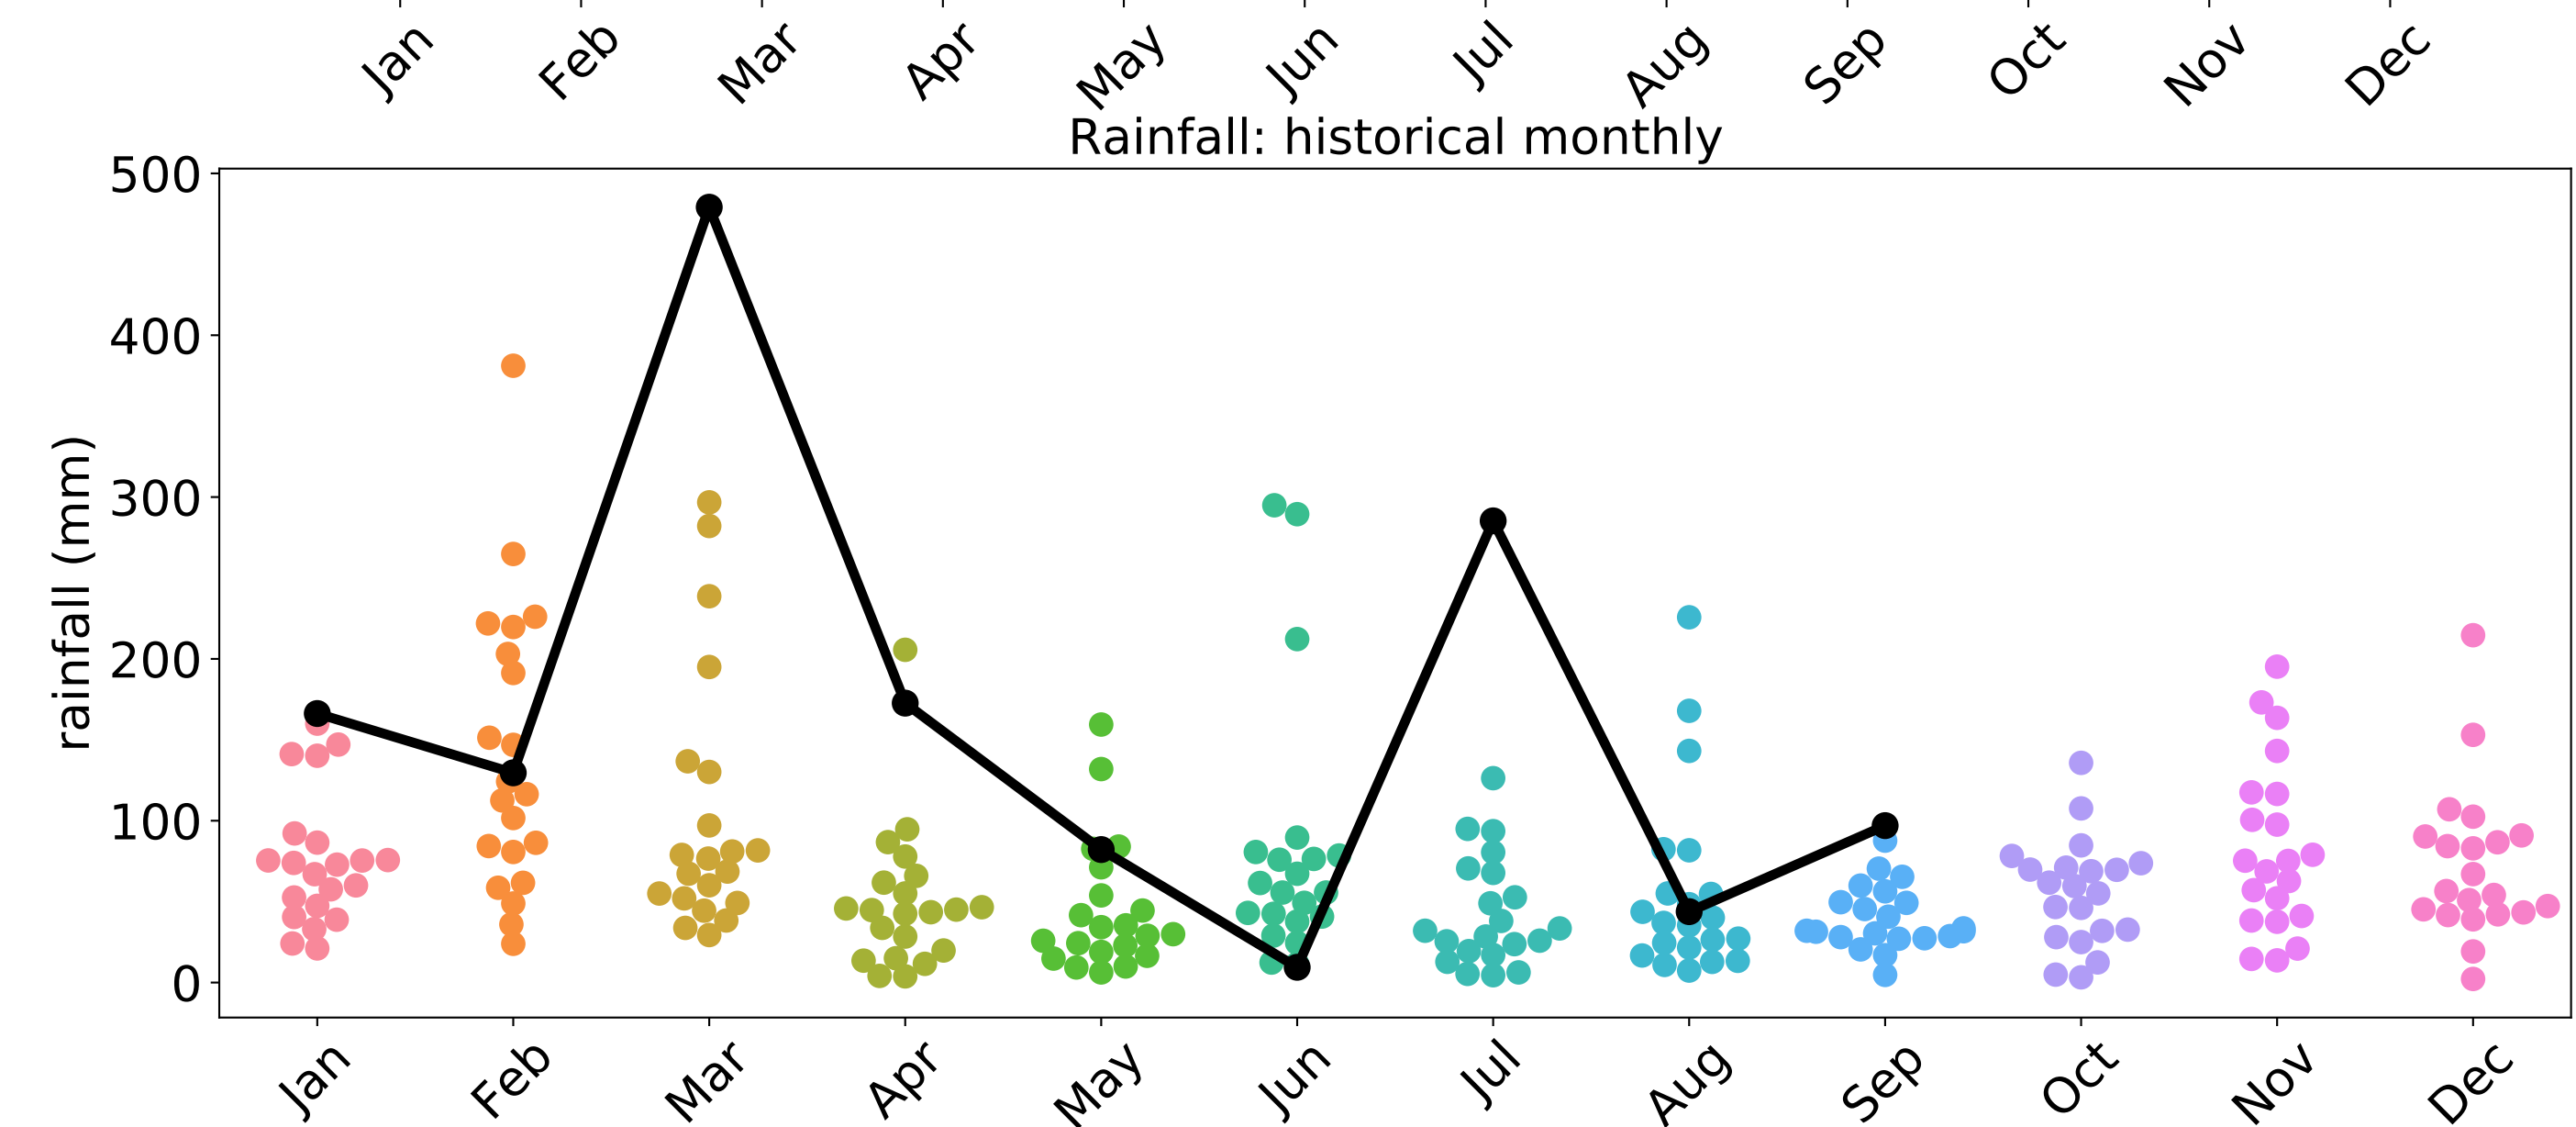 Jan Feb Mar Apr May Jun Jul Aug Sep Oct Nov Dec
Rainfall: historical monthly
500
400
300
200
100
0
rainfall (mm)
Jan Feb Mar Apr May Jun Jul Aug Sep Oct Nov Dec